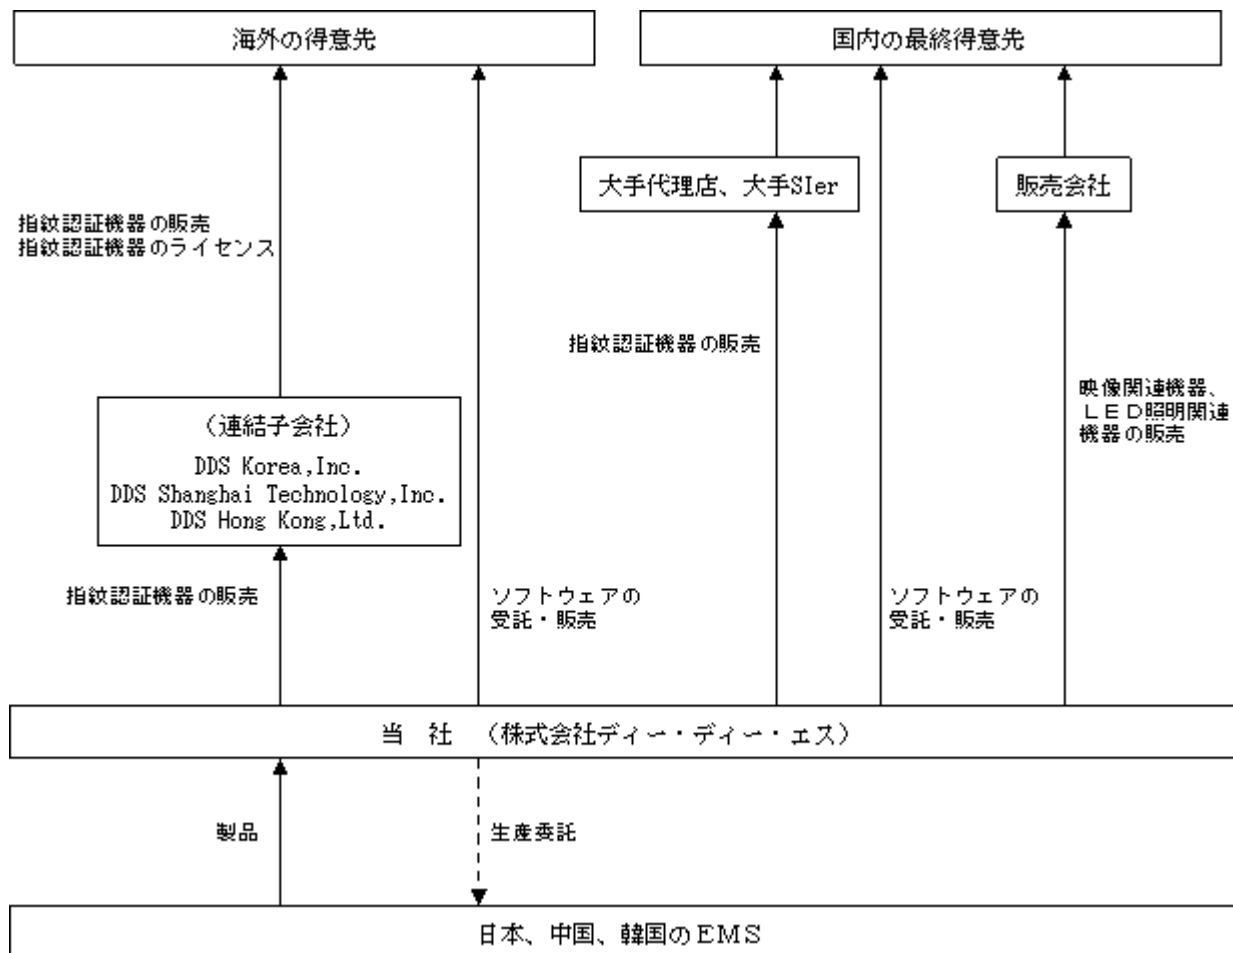 海外の得意先
国内の最終得意先
大手代理店、大手SIer
販売会社
指紋認証機器の販売
指紋認証機器のライセンス
指紋認証機器の販売
映像関連機器、
ＬＥＤ照明関連
機器の販売
（連結子会社）
DDS Korea,Inc.
DDS Shanghai Technology,Inc.
DDS Hong Kong,Ltd.
指紋認証機器の販売
ソフトウェアの
受託・販売
ソフトウェアの
受託・販売
当　社　（株式会社ディー・ディー・エス）
製品
生産委託
日本、中国、韓国のＥＭＳ